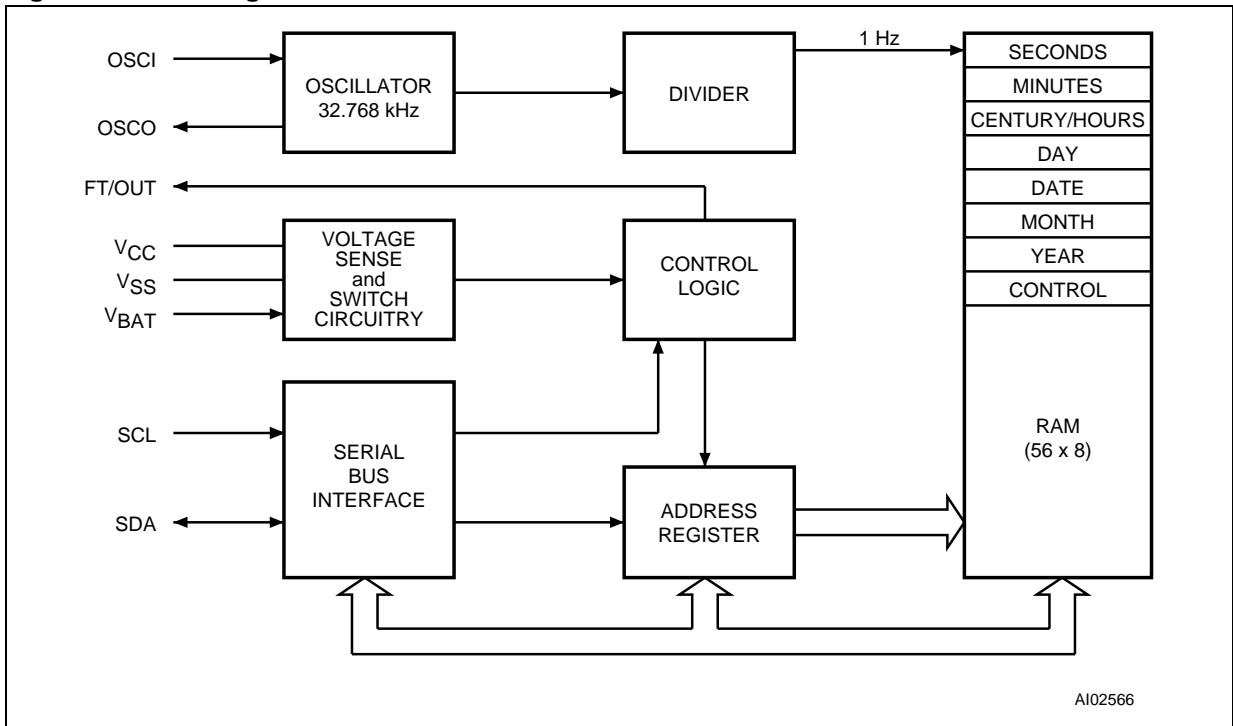 OSCI
OSCO
FT/OUT
VCC
VSS
VBAT
SCL
SDA
OSCILLATOR
32.768 kHz
VOLTAGE
SENSE
and
SWITCH
CIRCUITRY
SERIAL
BUS
INTERFACE
DIVIDER
CONTROL
LOGIC
ADDRESS
REGISTER
1 Hz
SECONDS
MINUTES
CENTURY/HOURS
DAY
DATE
MONTH
YEAR
CONTROL
RAM
(56 x 8)
AI02566